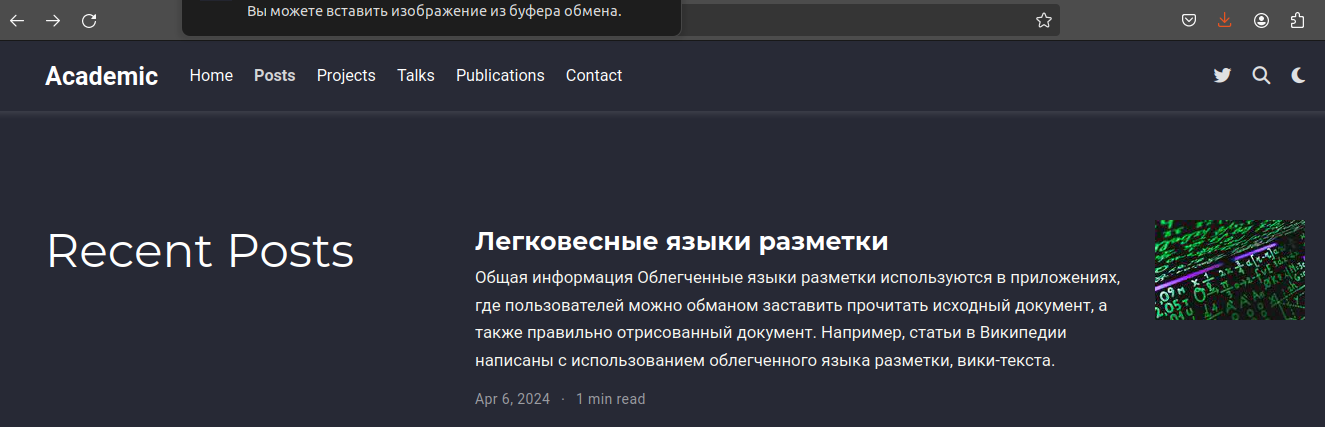 Вы можете вставить изображение из буфера обмена.
Academic Home Posts Projects Talks Publications Contact
Recent Posts
Легковесные языки разметки
Общая информация Облегченные языки разметки используются в приложениях,
где пользователей можно обманом заставить прочитать исходный документ, а
также правильно отрисованный документ. Например, статьи в Википедии
написаны с использованием облегченного языка разметки, вики-текста.
Apr 6, 2024 · 1 min read